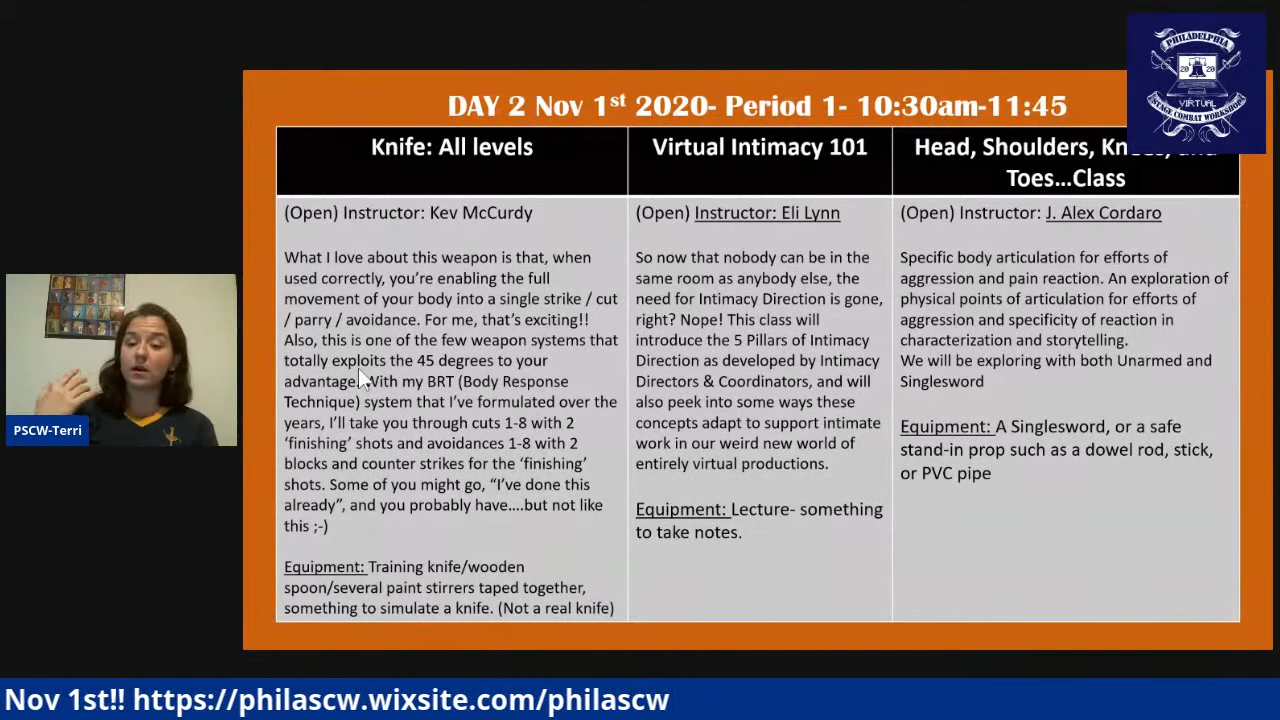 PHILADELPHIA
20 20
VIRTUAL
STAGE COMBAT WORKSHOP
DAY 2 Nov 1st 2020- Period 1- 10:30am-11:45
Knife: All levels
(Open) Instructor: Kev McCurdy
What I love about this weapon is that, when
used correctly, you're enabling the full
movement of your body into a single strike / cut
/ parry / avoidance. For me, that's exciting!!
Also, this is one of the few weapon systems that
totally exploits the 45 degrees to your
advantage. With my BRT (Body Response
Technique) system that I've formulated over the
years, I'll take you through cuts 1-8 with 2
'finishing' shots and avoidances 1-8 with 2
blocks and counter strikes for the 'finishing'
shots. Some of you might go, "I've done this
already", and you probably have....but not like
this ;-)
Equipment: Training knife/wooden
spoon/several paint stirrers taped together,
something to simulate a knife. (Not a real knife)
Virtual Intimacy 101
(Open) Instructor: Eli Lynn
So now that nobody can be in the
same room as anybody else, the
need for Intimacy Direction is gone,
right? Nope! This class will
introduce the 5 Pillars of Intimacy
Direction as developed by Intimacy
Directors & Coordinators, and will
also peek into some ways these
concepts adapt to support intimate
work in our weird new world of
entirely virtual productions.
Equipment: Lecture- something
to take notes.
Head, Shoulders, Knees, and
Toes...Class
(Open) Instructor: J. Alex Cordaro
Specific body articulation for efforts of
aggression and pain reaction. An exploration of
physical points of articulation for efforts of
aggression and specificity of reaction in
characterization and storytelling.
We will be exploring with both Unarmed and
Singlesword
Equipment: A Singlesword, or a safe
stand-in prop such as a dowel rod, stick,
or PVC pipe
PSCW-Terri
Nov 1st!! https://philascw.wixsite.com/philascw